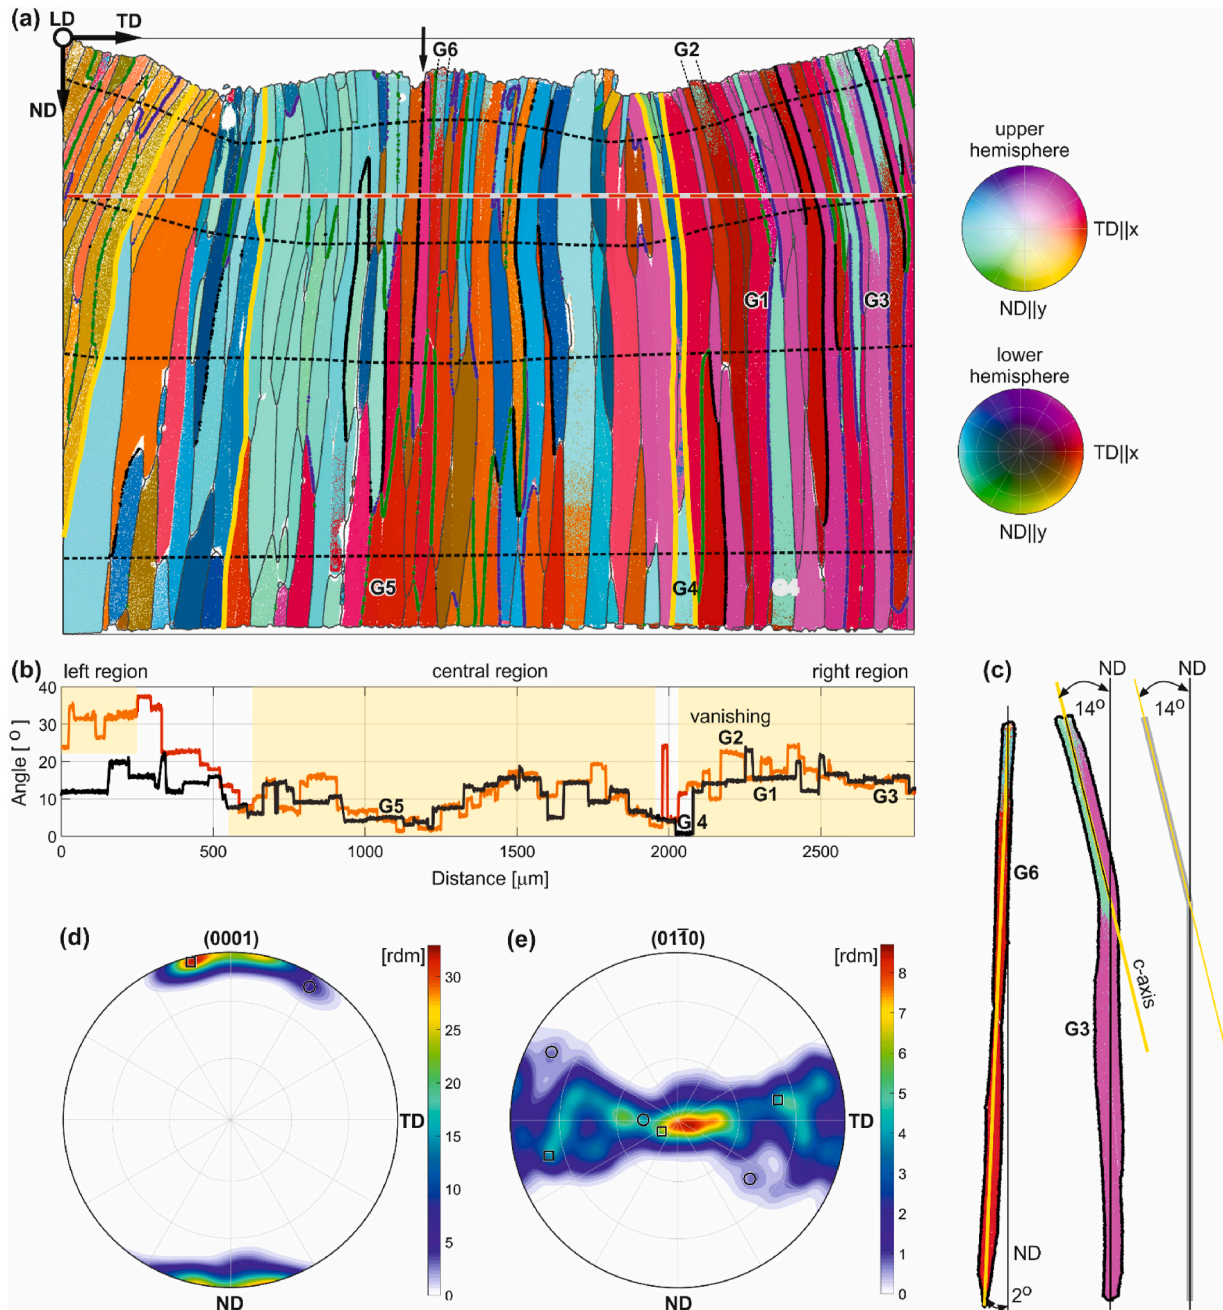 (a)
LD
TD
ND
G6
G2
G1
G3
G5
G4
upper
hemisphere
TD||x
ND||y
lower
hemisphere
TD||x
ND||y
(b)
left region
central region
right region
Angle [°]
40
30
20
10
0
vanishing
G2
G5
G4
G1
G3
0
500
1000
1500
2000
2500
Distance [μm]
(c)
ND
ND
14°
14°
G6
c-axis
G3
ND
2°
(d)
(0001)
[rdm]
30
25
20
15
10
5
0
TD
ND
(e)
(011̄0)
[rdm]
8
7
6
5
4
3
2
1
0
TD
ND